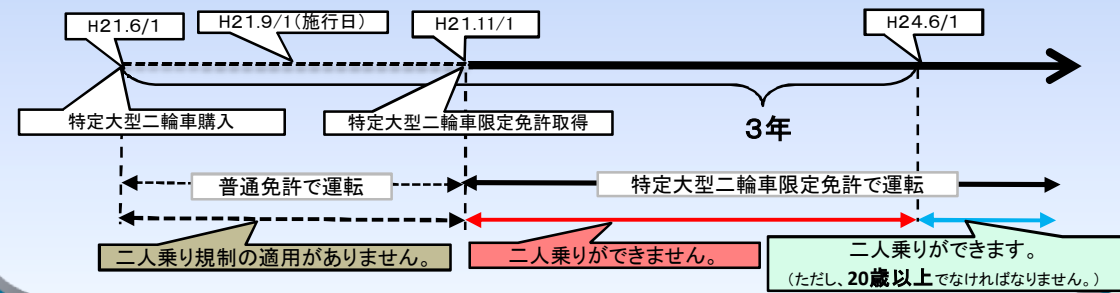 H21.6/1
H21.9/1(施行日)
H21.11/1
H24.6/1
特定大型二輪車購入
特定大型二輪車限定免許取得
3年
普通免許で運転
特定大型二輪車限定免許で運転
二人乗り規制の適用がありません。
二人乗りができません。
二人乗りができます。
(ただし、20歳以上でなければなりません。)